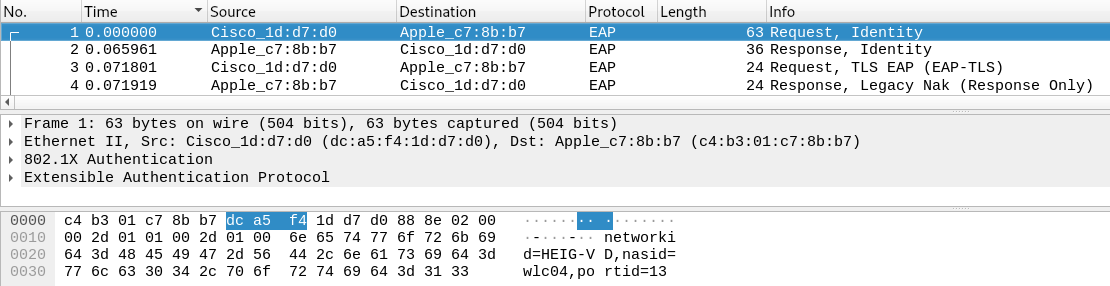 No. Time Source Destination Protocol Length Info
1 0.000000 Cisco_1d:d7:d0 Apple_c7:8b:b7 EAP 63 Request, Identity
2 0.065961 Apple_c7:8b:b7 Cisco_1d:d7:d0 EAP 36 Response, Identity
3 0.071801 Cisco_1d:d7:d0 Apple_c7:8b:b7 EAP 24 Request, TLS EAP (EAP-TLS)
4 0.071919 Apple_c7:8b:b7 Cisco_1d:d7:d0 EAP 24 Response, Legacy Nak (Response Only)
Frame 1: 63 bytes on wire (504 bits), 63 bytes captured (504 bits)
Ethernet II, Src: Cisco_1d:d7:d0 (dc:a5:f4:1d:d7:d0), Dst: Apple_c7:8b:b7 (c4:b3:01:c7:8b:b7)
802.1X Authentication
Extensible Authentication Protocol
0000 c4 b3 01 c7 8b b7 dc a5 f4 1d d7 d0 88 8e 02 00 ········ ········
0010 00 2d 01 01 00 2d 01 00 6e 65 74 77 6f 72 6b 69 ·-···-·· networki
0020 64 3d 48 45 49 47 2d 56 44 2c 6e 61 73 69 64 3d d=HEIG-V D,nasid=
0030 77 6c 63 30 34 2c 70 6f 72 74 69 64 3d 31 33 wlc04,po rtid=13